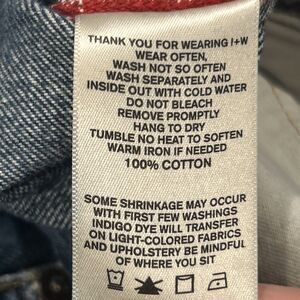 THANK YOU FOR WEARING I+W
WEAR OFTEN,
WASH NOT SO OFTEN
WASH SEPARATELY AND
INSIDE OUT WITH COLD WATER
DO NOT BLEACH
REMOVE PROMPTLY
HANG TO DRY
TUMBLE NO HEAT TO SOFTEN
WARM IRON IF NEEDED
100% COTTON
SOME SHRINKAGE MAY OCCUR
WITH FIRST FEW WASHINGS
INDIGO DYE WILL TRANSFER
ON LIGHT-COLORED FABRICS
AND UPHOLSTERY BE MINDFUL
OF WHERE YOU SIT